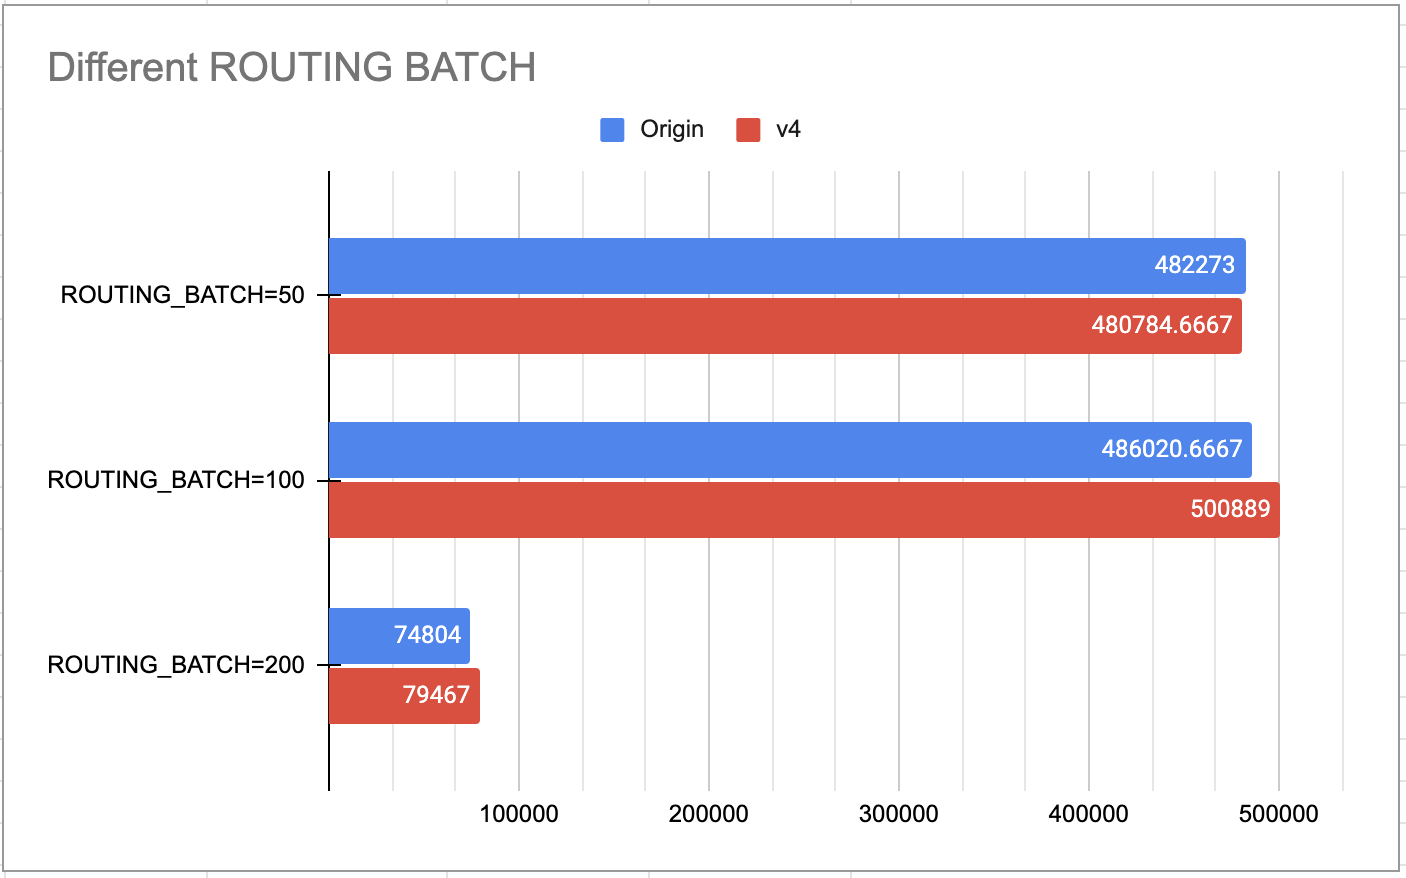 Different ROUTING BATCH
Origin
v4
ROUTING_BATCH=50
482273
480784.6667
ROUTING_BATCH=100
486020.6667
500889
ROUTING_BATCH=200
74804
79467
100000
200000
300000
400000
500000